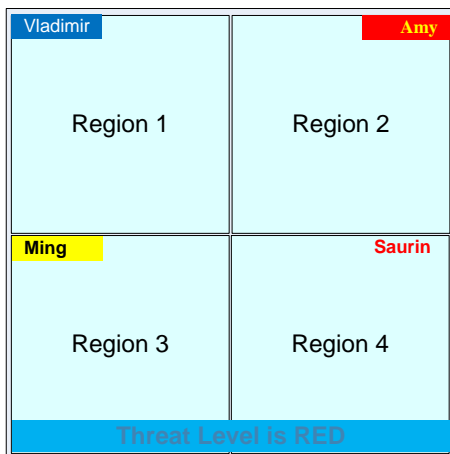 Vladimir
Amy
Region 1
Region 2
Ming
Saurin
Region 3
Region 4
Threat Level is RED